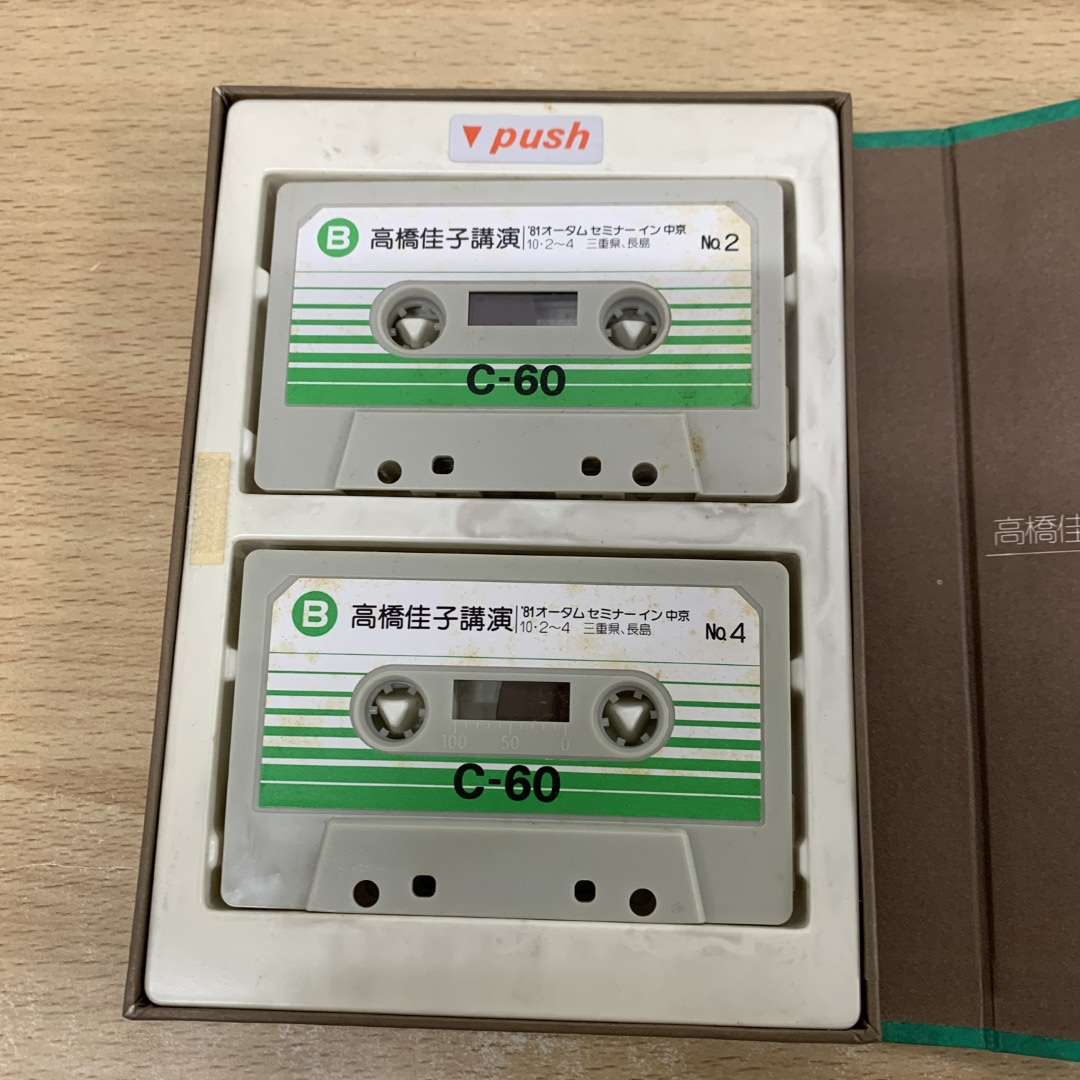 ▼push
B 高橋佳子講演 '81オータムセミナーイン中京 No.2
10・2〜4 三重県、長島
C-60
高橋佳
B 高橋佳子講演 '81オータムセミナーイン中京 No.4
10・2〜4 三重県、長島
100 50 0
C-60